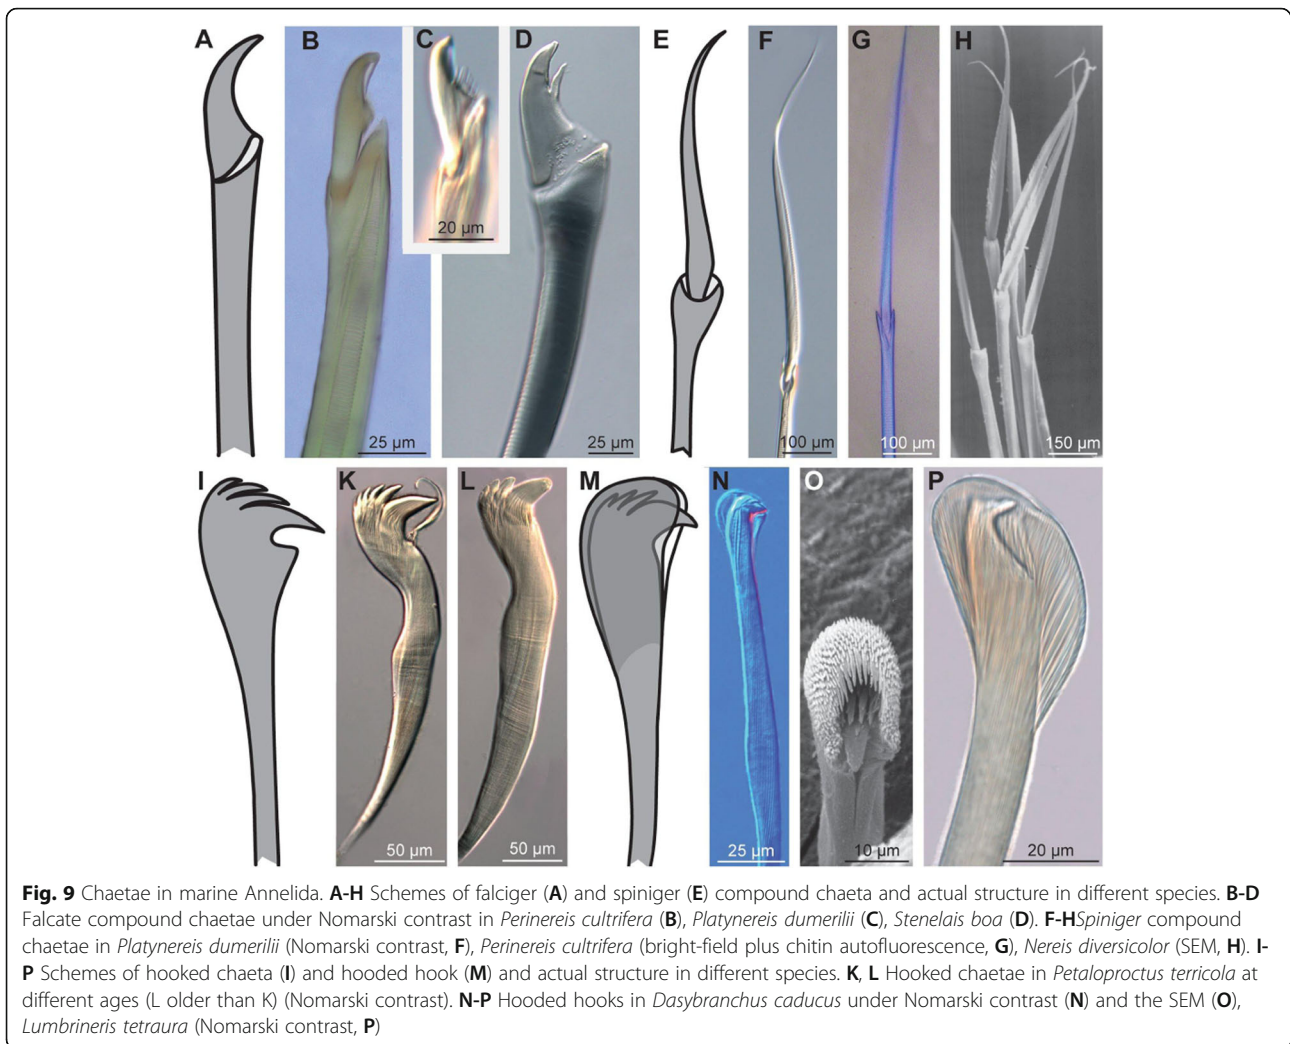 A B C D E F G H
20 µm
25 µm 25 µm 100 µm 100 µm 150 µm
I K L M N O P
50 µm 50 µm 25 µm 10 µm 20 µm
Fig. 9 Chaetae in marine Annelida. A-H Schemes of falciger (A) and spiniger (E) compound chaeta and actual structure in different species. B-D
Falcate compound chaetae under Nomarski contrast in Perinereis cultrifera (B), Platynereis dumerilii (C), Stenelais boa (D). F-HSpiniger compound
chaetae in Platynereis dumerilii (Nomarski contrast, F), Perinereis cultrifera (bright-field plus chitin autofluorescence, G), Nereis diversicolor (SEM, H). I-
P Schemes of hooked chaeta (I) and hooded hook (M) and actual structure in different species. K, L Hooked chaetae in Petaloproctus terricola at
different ages (L older than K) (Nomarski contrast). N-P Hooded hooks in Dasybranchus caducus under Nomarski contrast (N) and the SEM (O),
Lumbrineris tetraura (Nomarski contrast, P)